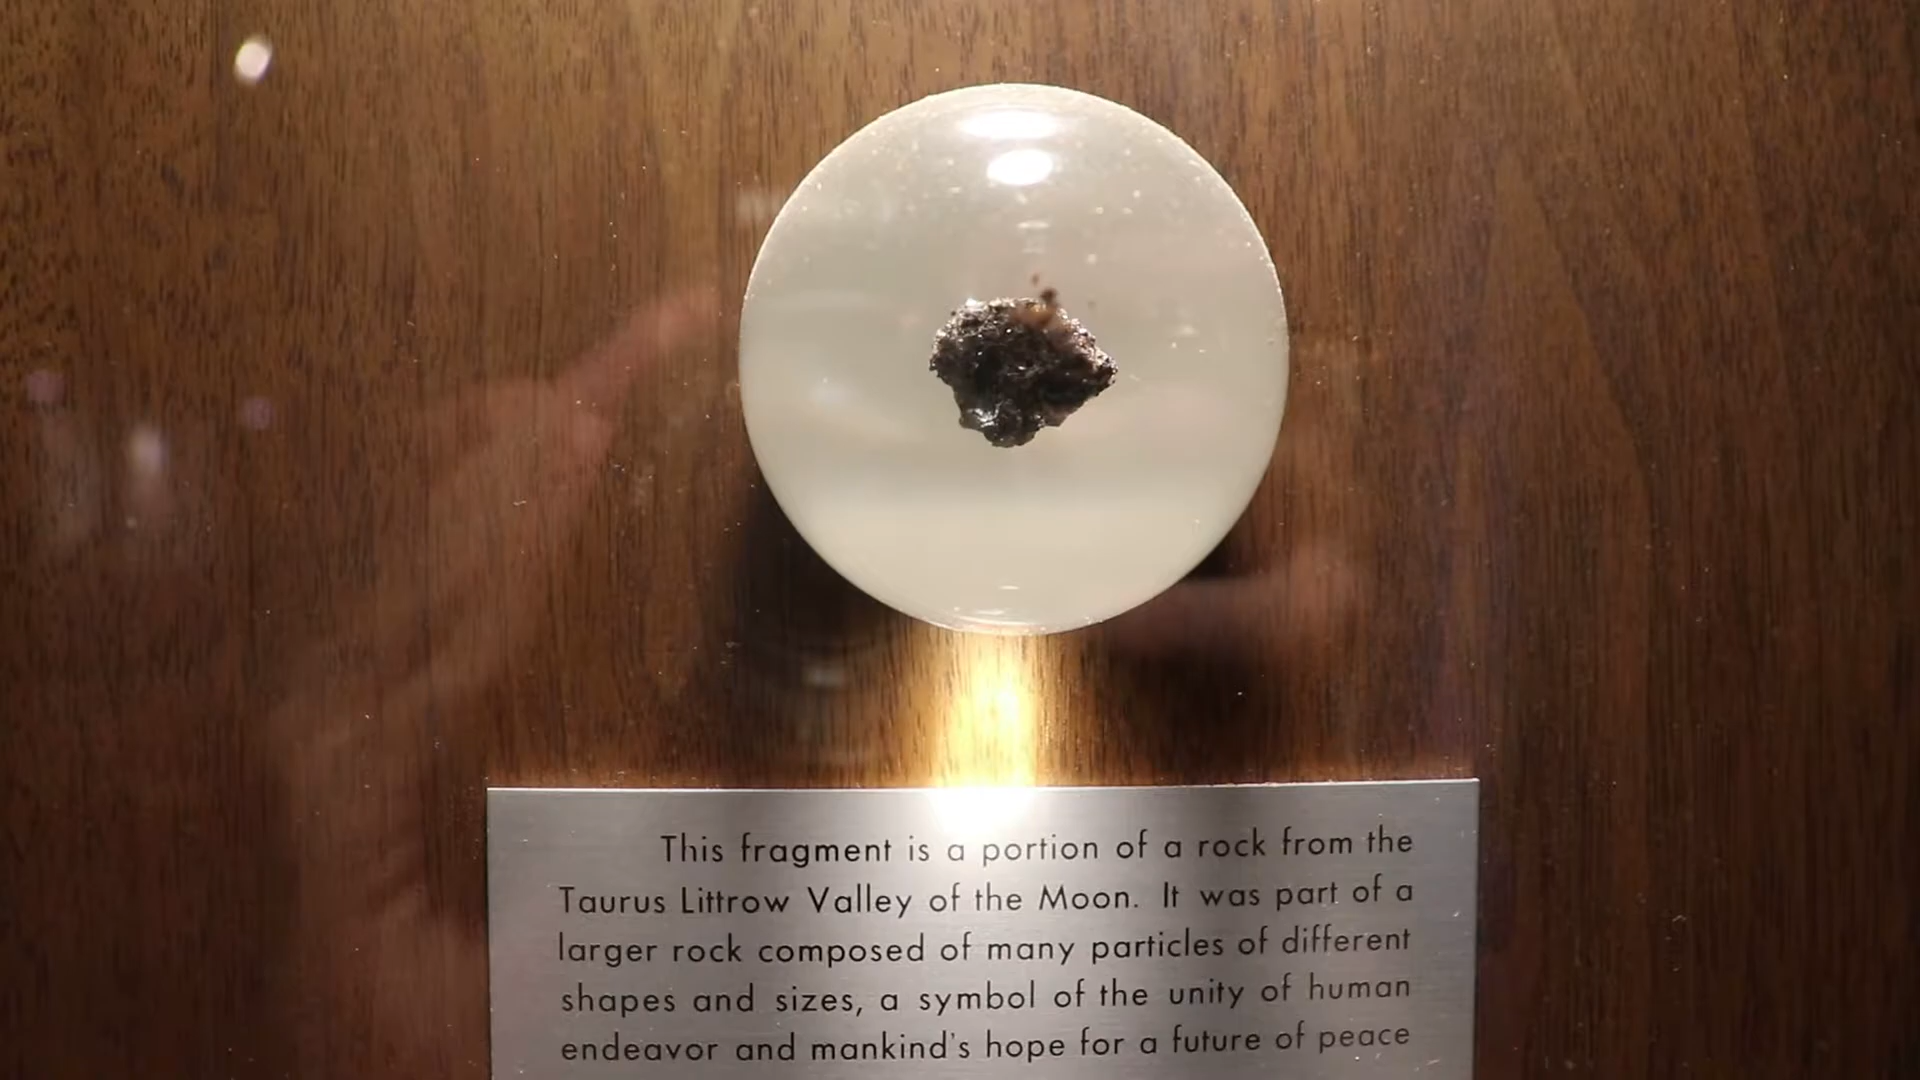 This fragment is a portion of a rock from the
Taurus Littrow Valley of the Moon. It was part of a
larger rock composed of many particles of different
shapes and sizes, a symbol of the unity of human
endeavor and mankind's hope for a future of peace